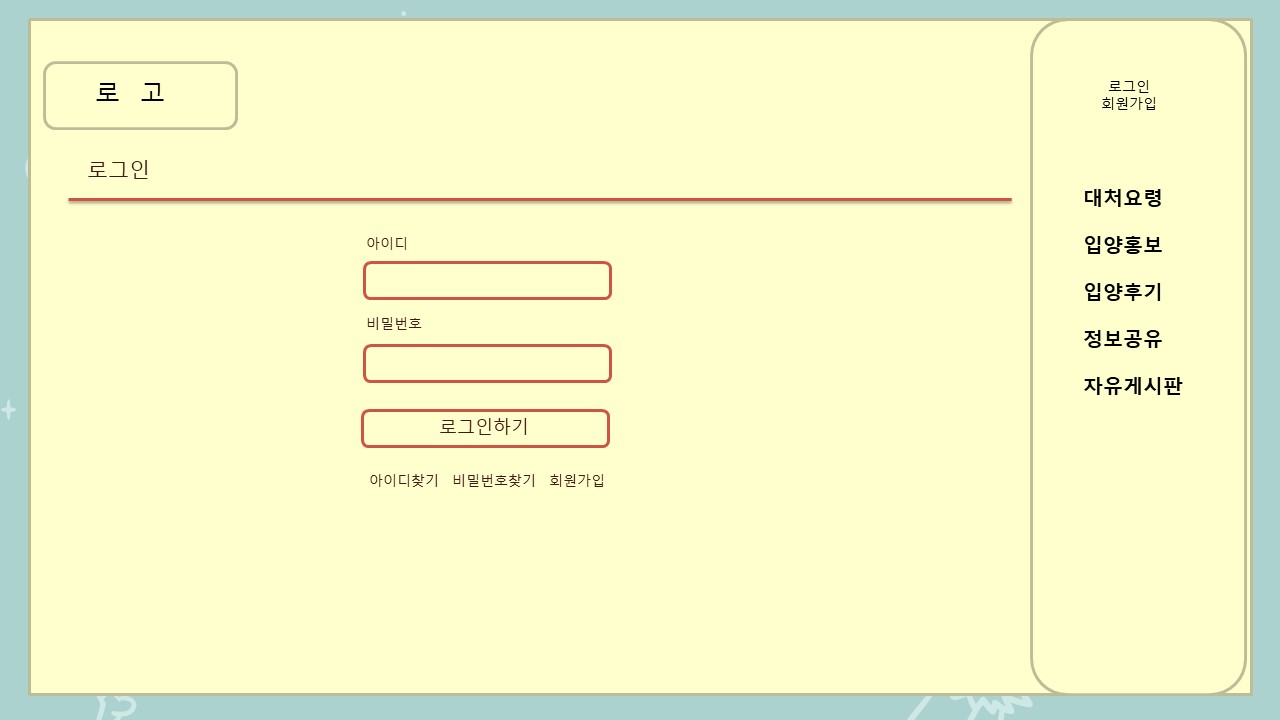 로 고
로그인
아이디
비밀번호
로그인하기
아이디찾기 비밀번호찾기 회원가입
로그인
회원가입
대처요령
입양홍보
입양후기
정보공유
자유게시판